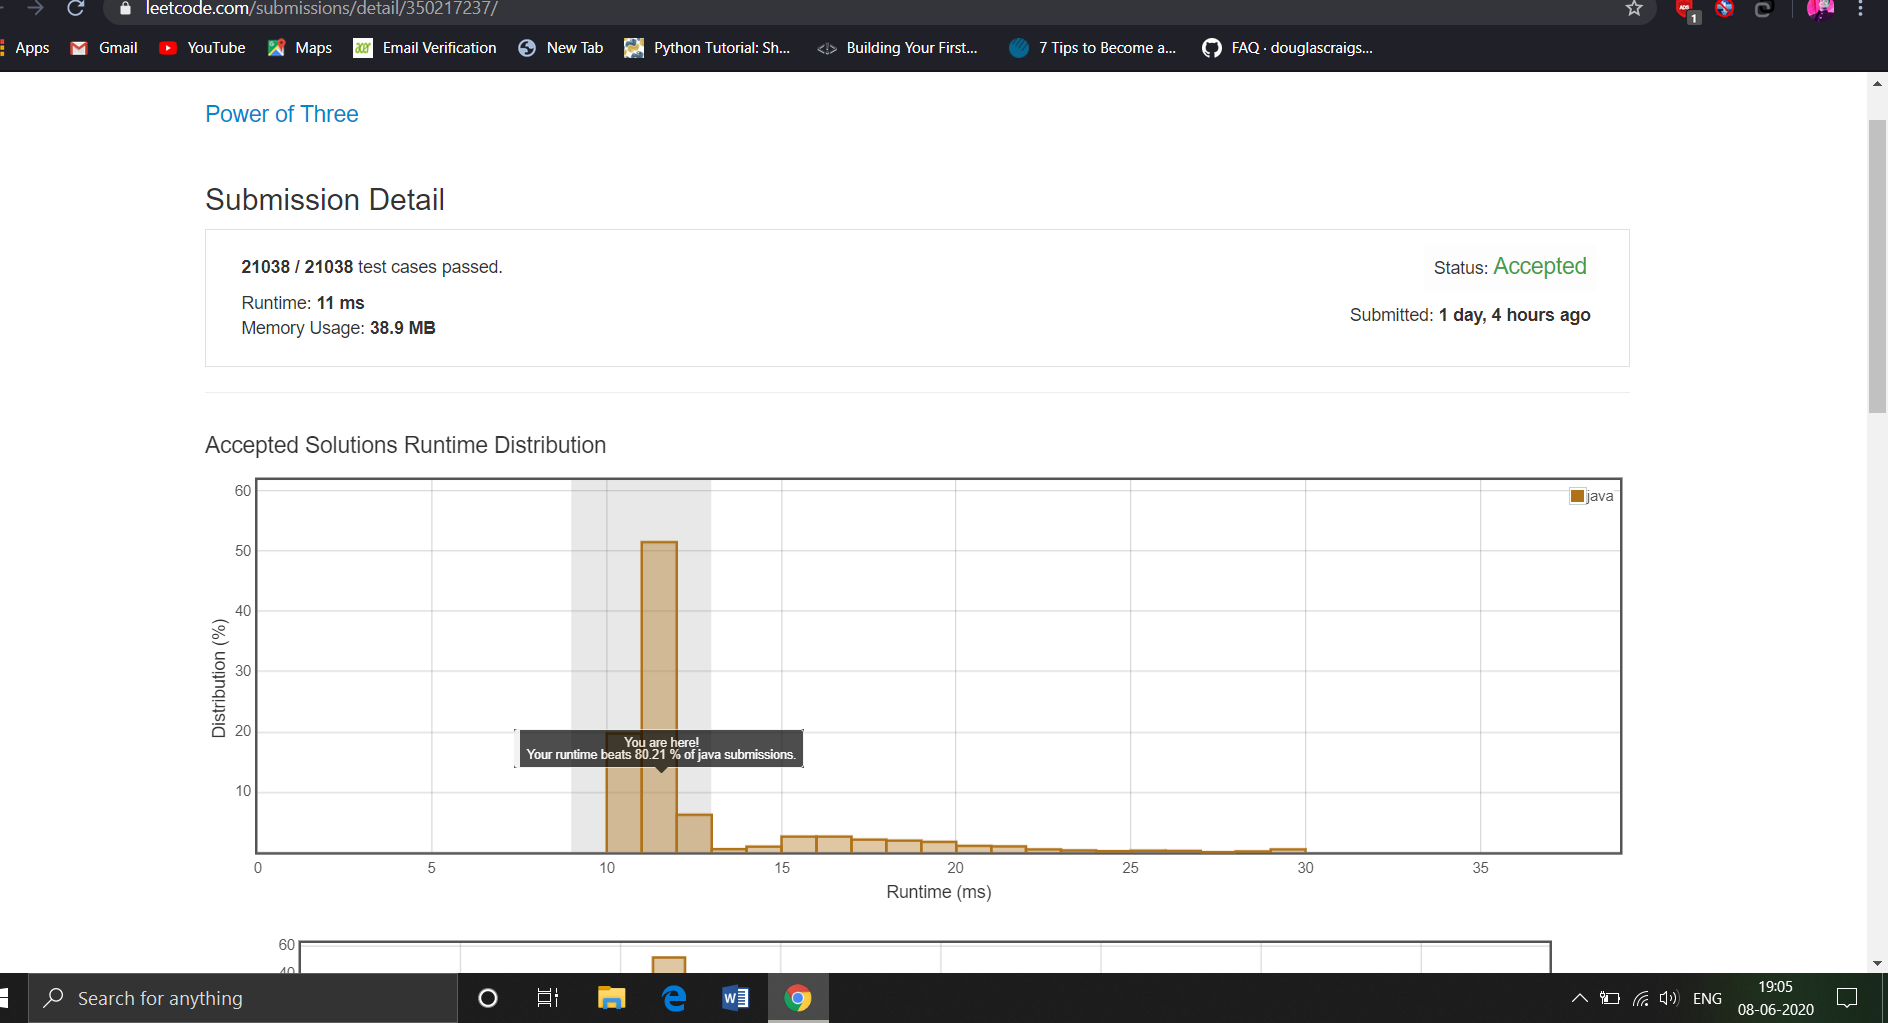 leetcode.com/submissions/detail/350217237/
1
Apps
Gmail
YouTube
Maps
acer
Email Verification
New Tab
Python Tutorial: Sh...
Building Your First...
7 Tips to Become a...
FAQ · douglascraigs...
Power of Three
Submission Detail
21038 / 21038 test cases passed.
Status: Accepted
Runtime: 11 ms
Submitted: 1 day, 4 hours ago
Memory Usage: 38.9 MB
Accepted Solutions Runtime Distribution
60
java
50
40
30
20
10
Distribution (%)
You are here!
Your runtime beats 80.21 % of java submissions.
0 5 10 15 20 25 30 35
Runtime (ms)
60
40
Search for anything
ENG
19:05
08-06-2020